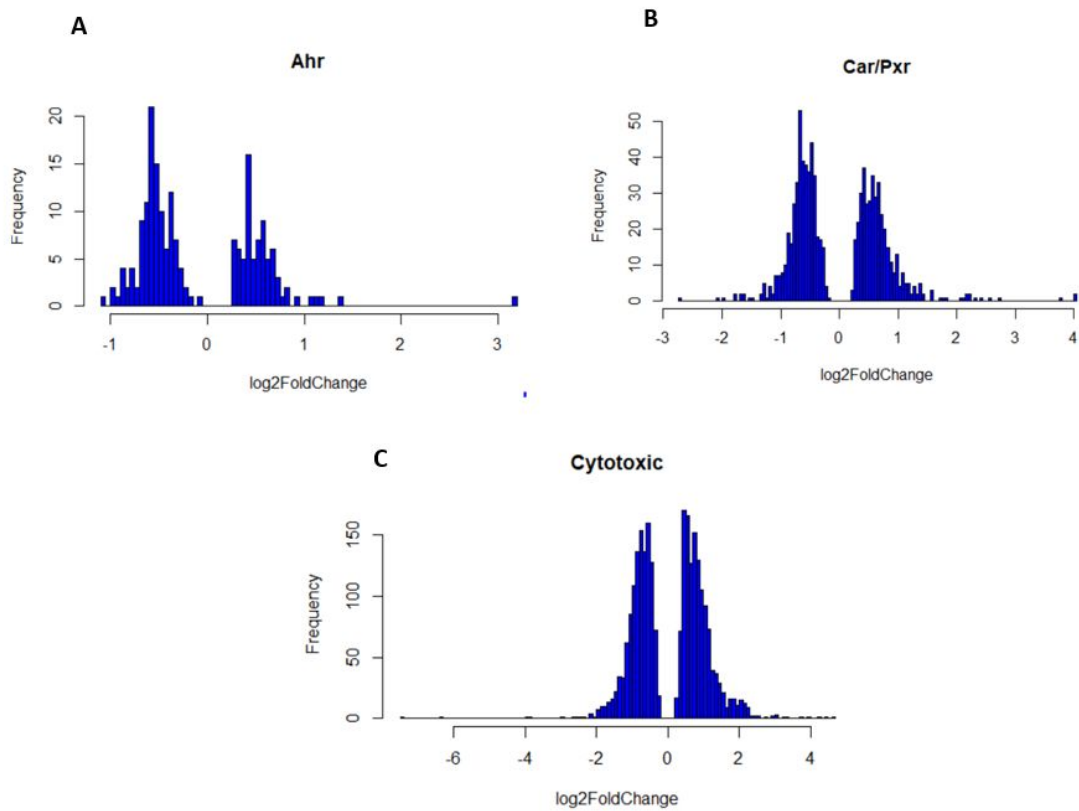 A
Ahr
Frequency
20
15
10
5
0
-1 0 1 2 3
log2FoldChange
B
Car/Pxr
Frequency
50
40
30
20
10
0
-3 -2 -1 0 1 2 3 4
log2FoldChange
C
Cytotoxic
Frequency
150
100
50
0
-6 -4 -2 0 2 4
log2FoldChange